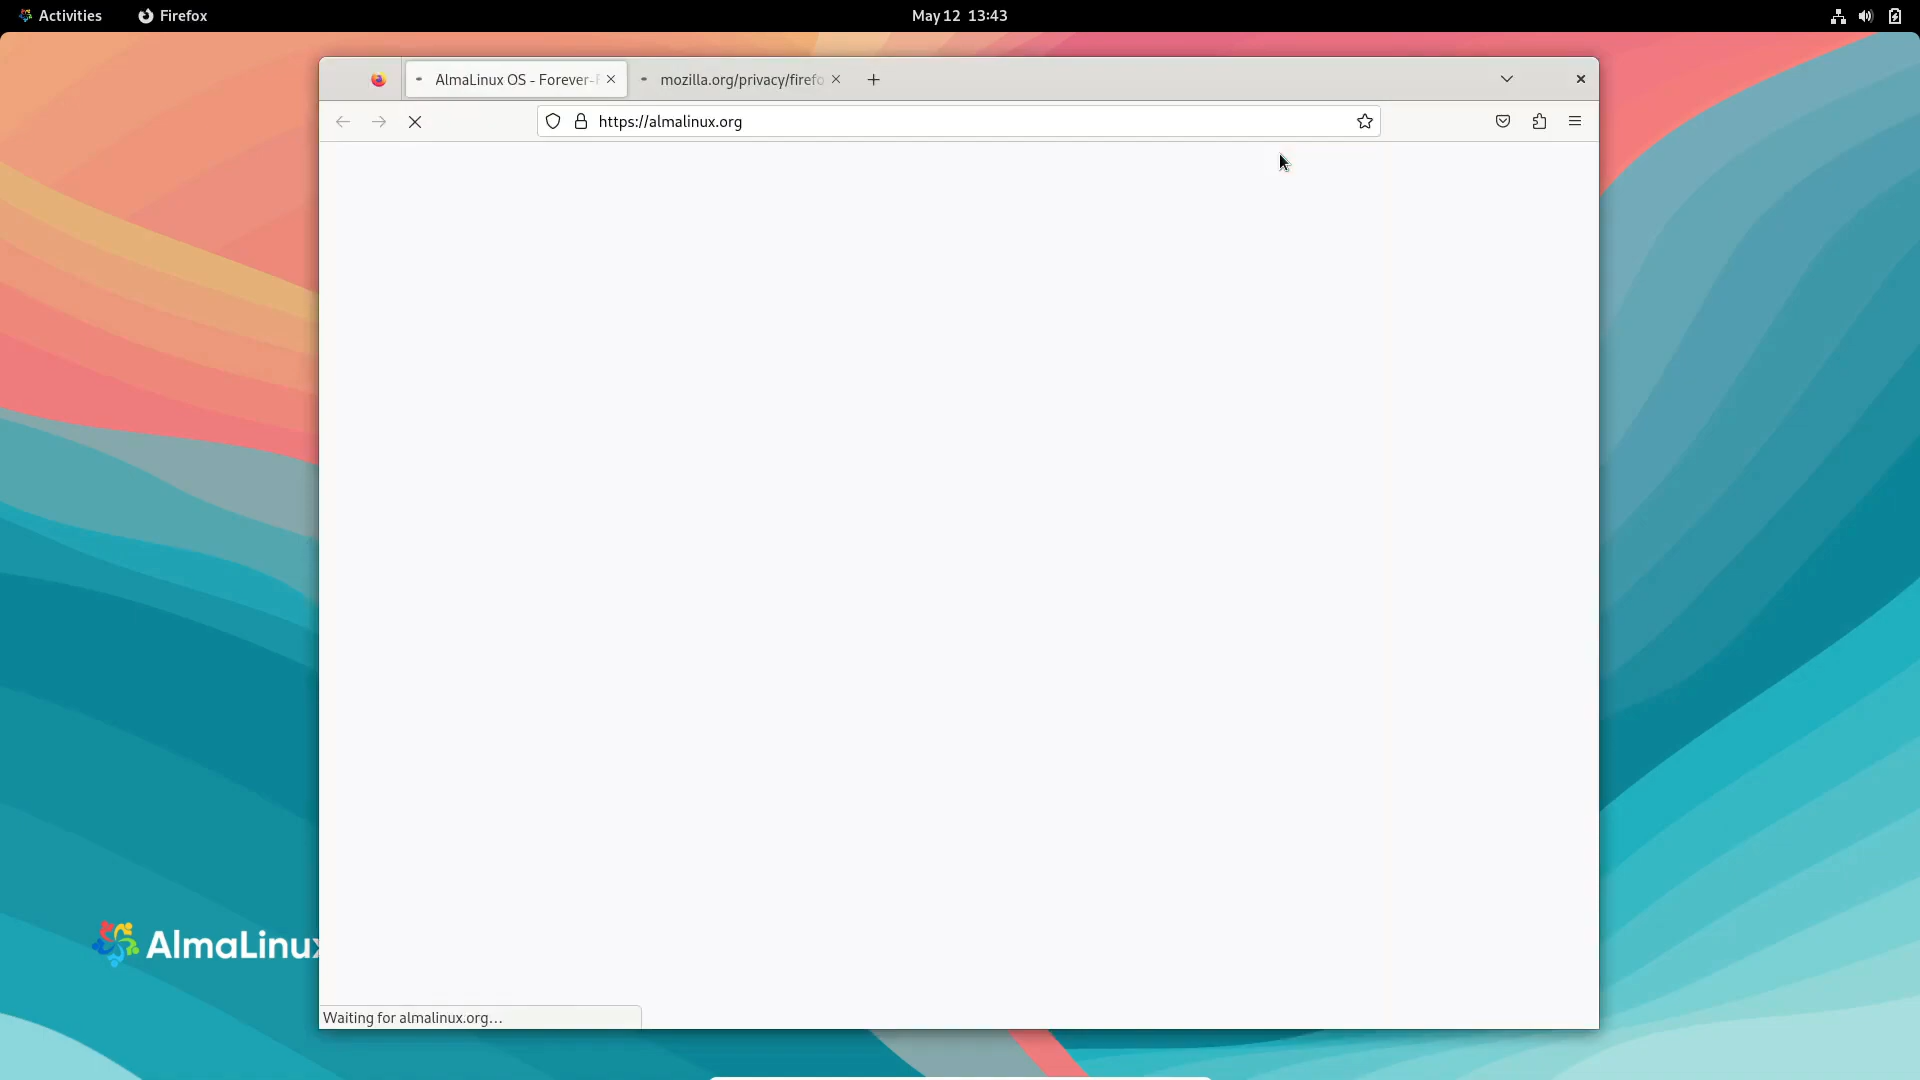 Activities Firefox May 12 13:43
AlmaLinux OS - Forever- mozilla.org/privacy/firefo
https://almalinux.org
AlmaLinux
Waiting for almalinux.org...